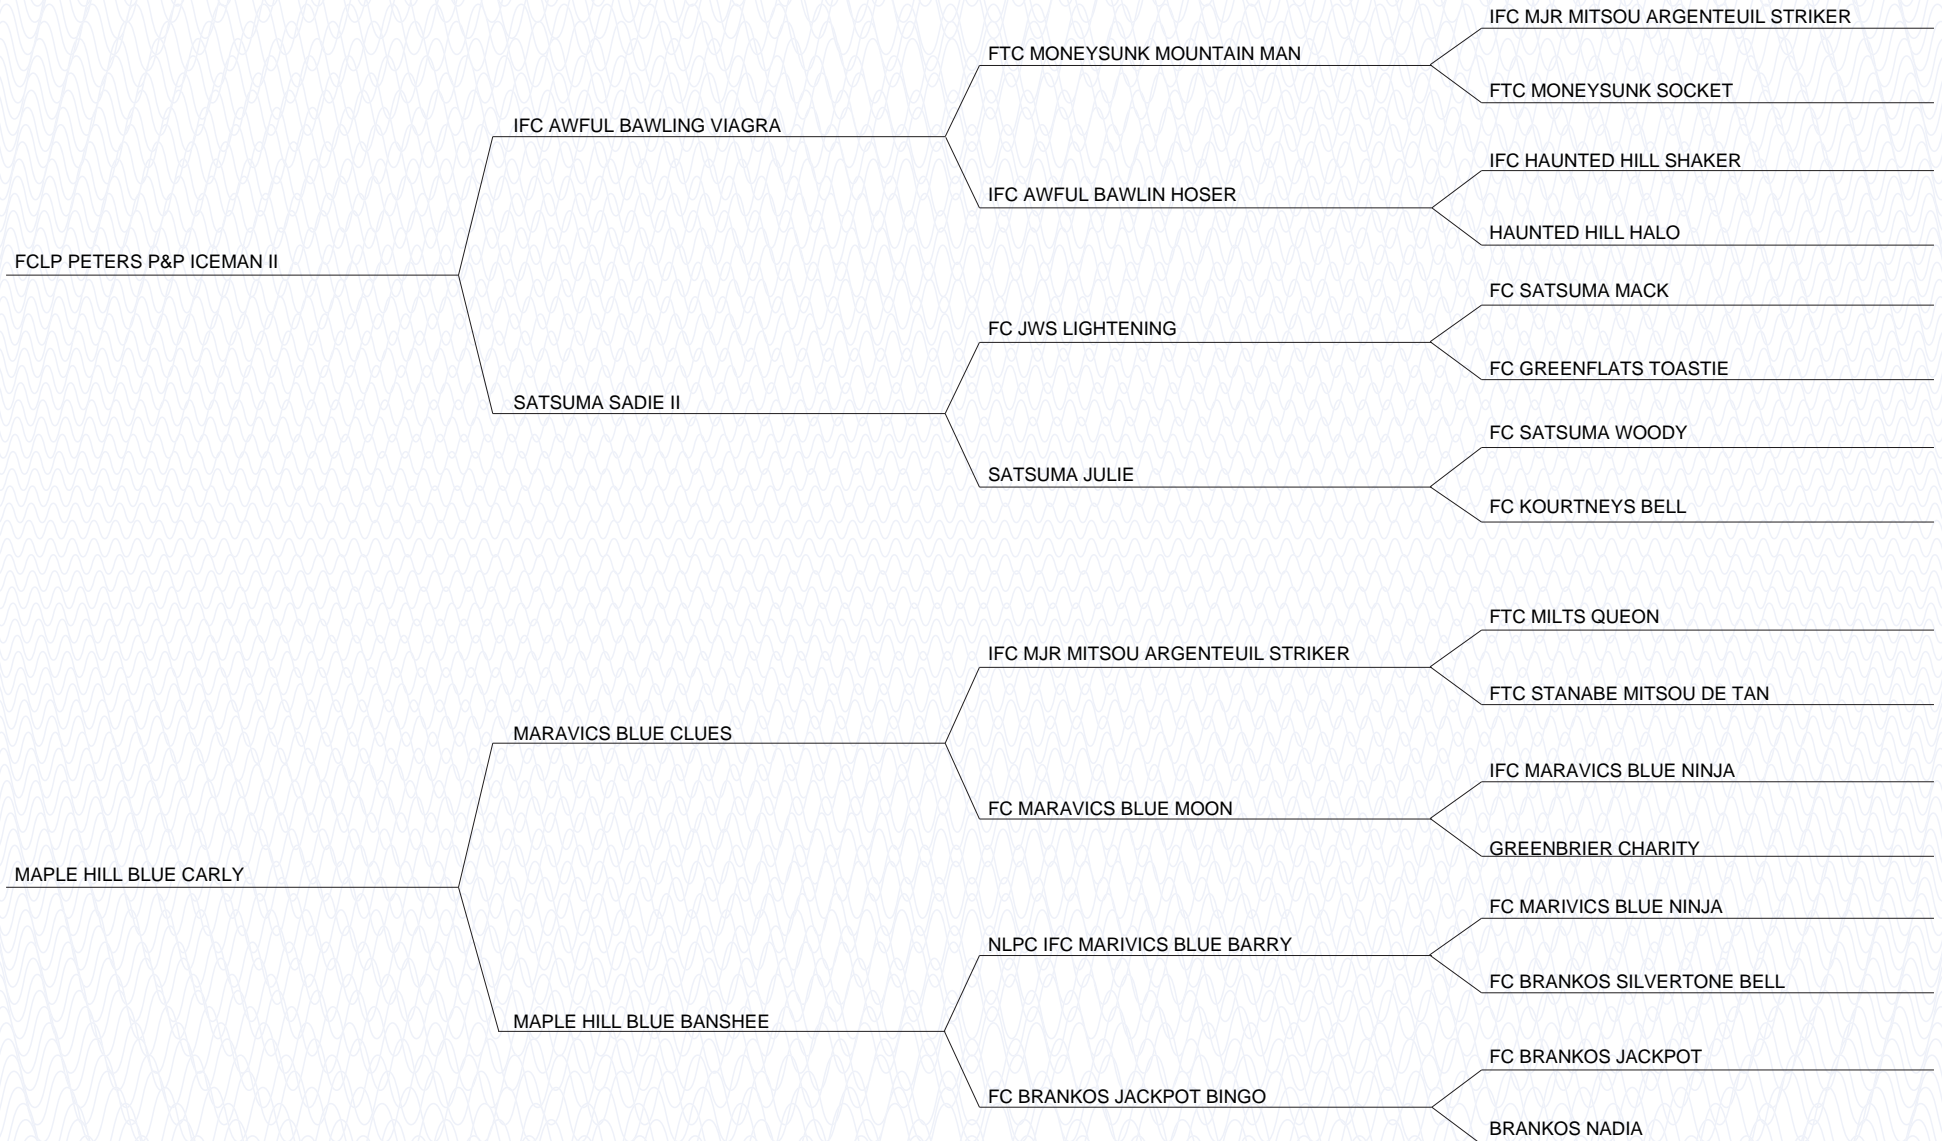 IFC MJR MITSOU ARGENTEUIL STRIKER
FTC MONEYSUNK MOUNTAIN MAN
FTC MONEYSUNK SOCKET
IFC AWFUL BAWLING VIAGRA
IFC HAUNTED HILL SHAKER
IFC AWFUL BAWLIN HOSER
HAUNTED HILL HALO
FCLP PETERS P&P ICEMAN II
FC SATSUMA MACK
FC JWS LIGHTENING
FC GREENFLATS TOASTIE
SATSUMA SADIE II
FC SATSUMA WOODY
SATSUMA JULIE
FC KOURTNEYS BELL
FTC MILTS QUEON
IFC MJR MITSOU ARGENTEUIL STRIKER
FTC STANABE MITSOU DE TAN
MARAVICS BLUE CLUES
IFC MARAVICS BLUE NINJA
FC MARAVICS BLUE MOON
GREENBRIER CHARITY
MAPLE HILL BLUE CARLY
FC MARIVICS BLUE NINJA
NLPC IFC MARIVICS BLUE BARRY
FC BRANKOS SILVERTONE BELL
MAPLE HILL BLUE BANSHEE
FC BRANKOS JACKPOT
FC BRANKOS JACKPOT BINGO
BRANKOS NADIA